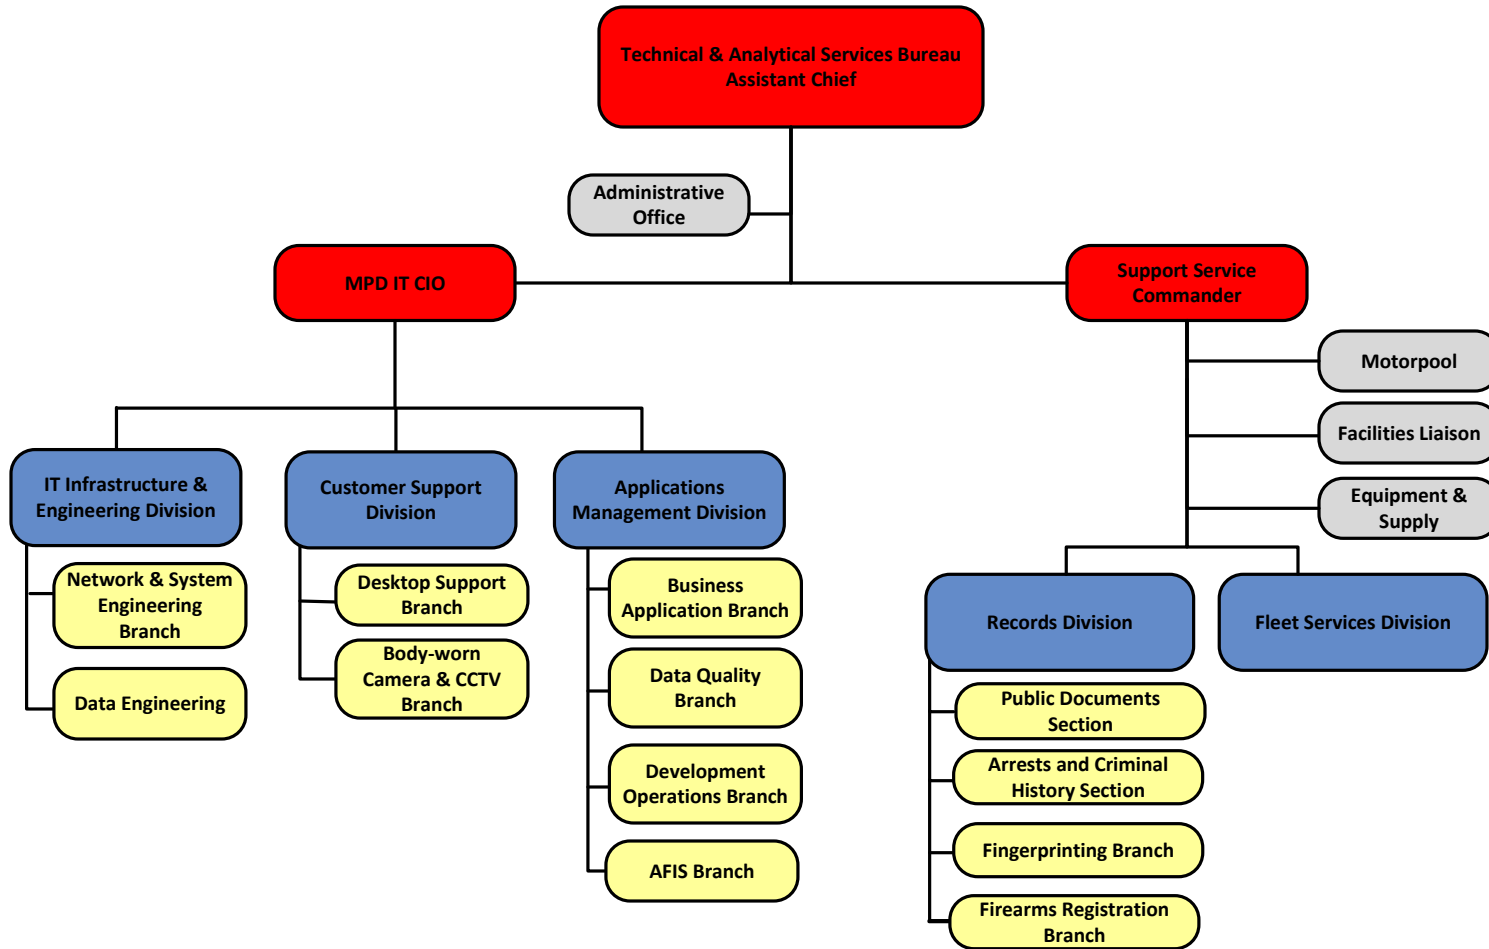 Technical & Analytical Services Bureau
Assistant Chief
Administrative
Office
MPD IT CIO
Support Service
Commander
Motorpool
Facilities Liaison
Equipment &
Supply
IT Infrastructure &
Engineering Division
Customer Support
Division
Applications
Management Division
Network & System
Engineering
Branch
Data Engineering
Desktop Support
Branch
Body-worn
Camera & CCTV
Branch
Business
Application Branch
Data Quality
Branch
Development
Operations Branch
AFIS Branch
Records Division
Fleet Services Division
Public Documents
Section
Arrests and Criminal
History Section
Fingerprinting Branch
Firearms Registration
Branch